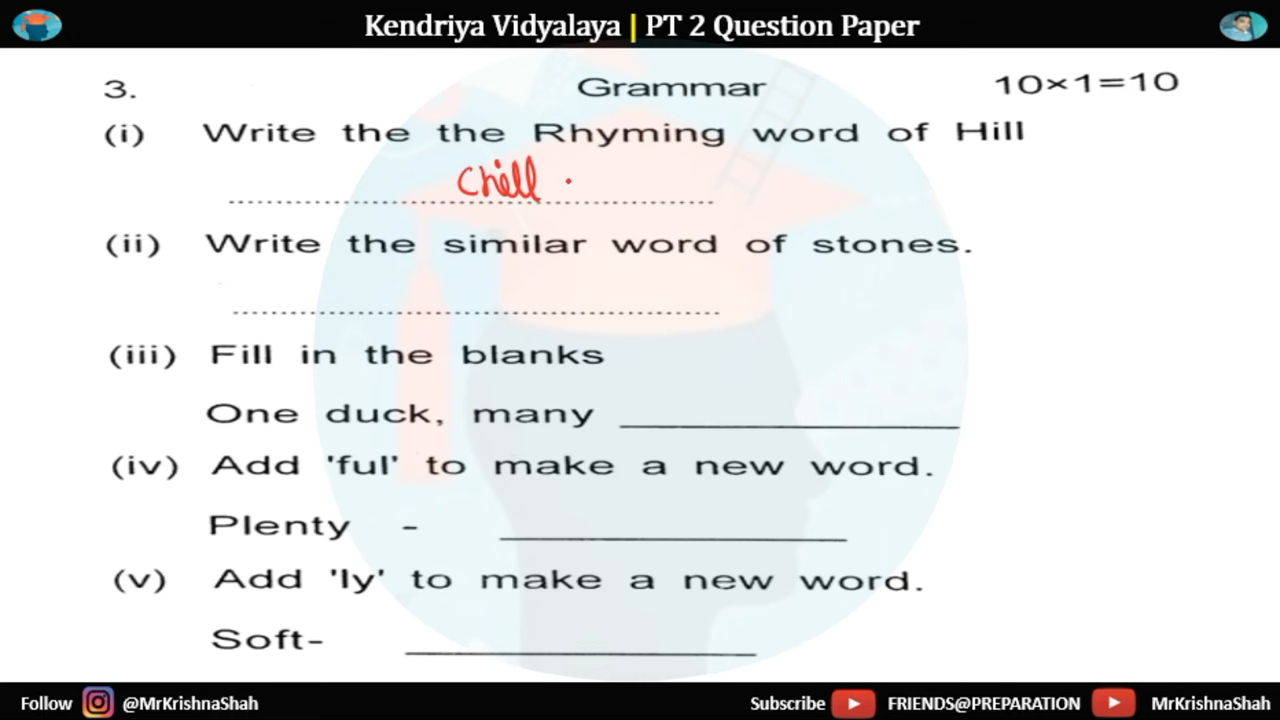 Kendriya Vidyalaya | PT 2 Question Paper
3. Grammar 10×1=10
(i) Write the the Rhyming word of Hill
Chill .
(ii) Write the similar word of stones.
(iii) Fill in the blanks
One duck, many
(iv) Add 'ful' to make a new word.
Plenty -
(v) Add 'ly' to make a new word.
Soft-
Follow @MrKrishnaShah Subscribe FRIENDS@PREPARATION MrKrishnaShah